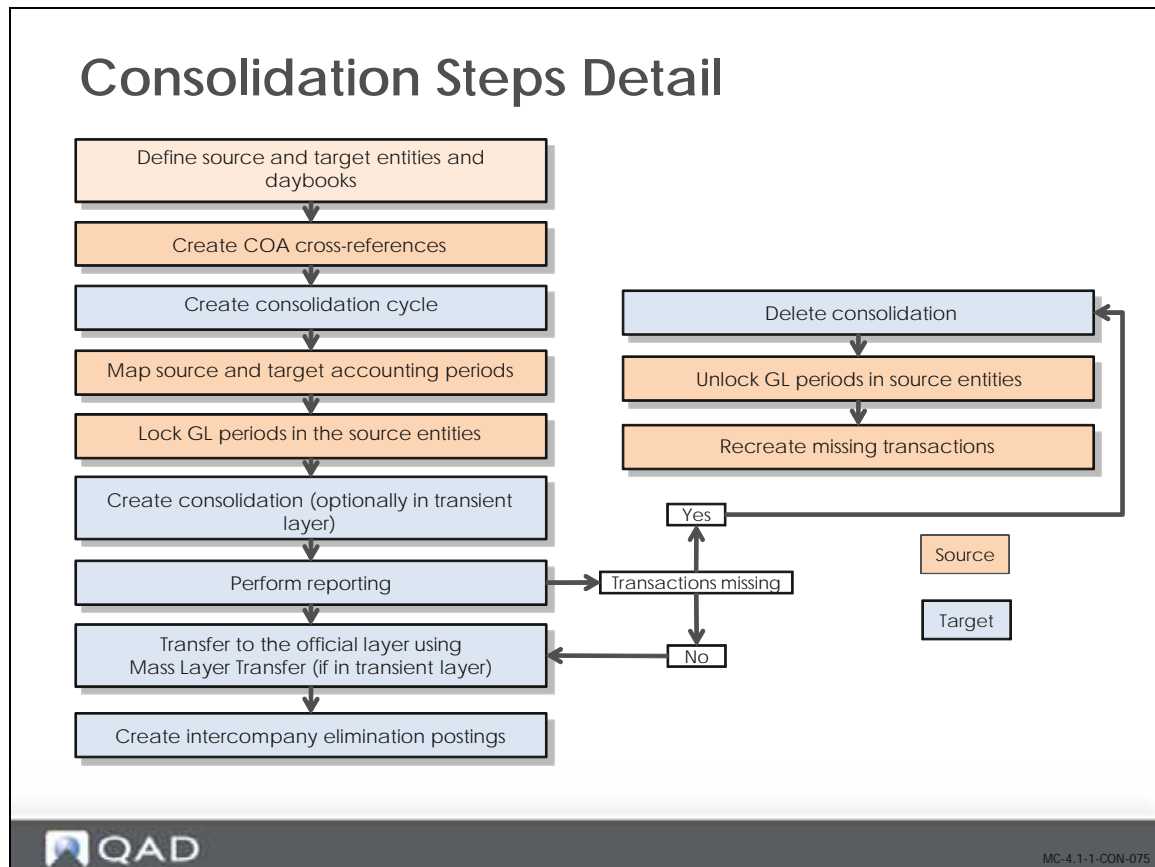 Consolidation Steps Detail
Define source and target entities and
daybooks
Create COA cross-references
Create consolidation cycle
Map source and target accounting periods
Lock GL periods in the source entities
Create consolidation (optionally in transient
layer)
Perform reporting
Transfer to the official layer using
Mass Layer Transfer (if in transient layer)
Create intercompany elimination postings
Delete consolidation
Unlock GL periods in source entities
Recreate missing transactions
Yes
Transactions missing
No
Source
Target
QAD
MC-4.1-1-CON-075